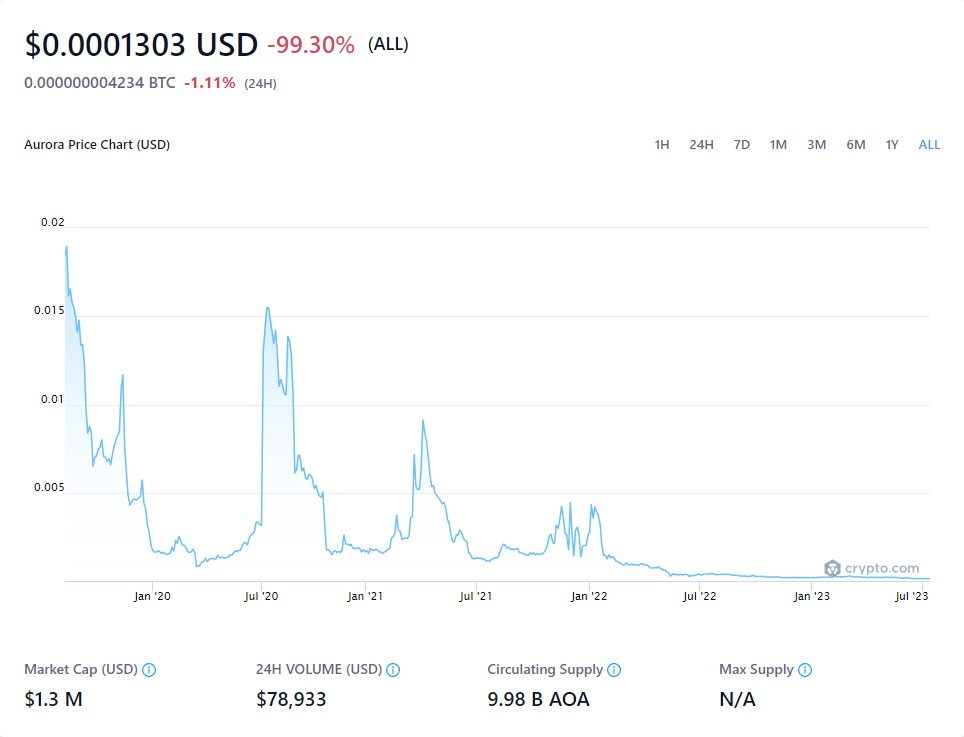 $0.0001303 USD -99.30% (ALL)
0.000000004234 BTC -1.11% (24H)
Aurora Price Chart (USD) 1H 24H 7D 1M 3M 6M 1Y ALL
0.02
0.015
0.01
0.005
crypto.com
Jan '20 Jul '20 Jan '21 Jul '21 Jan '22 Jul '22 Jan '23 Jul '23
Market Cap (USD) 24H VOLUME (USD) Circulating Supply Max Supply
$1.3 M $78,933 9.98 B AOA N/A